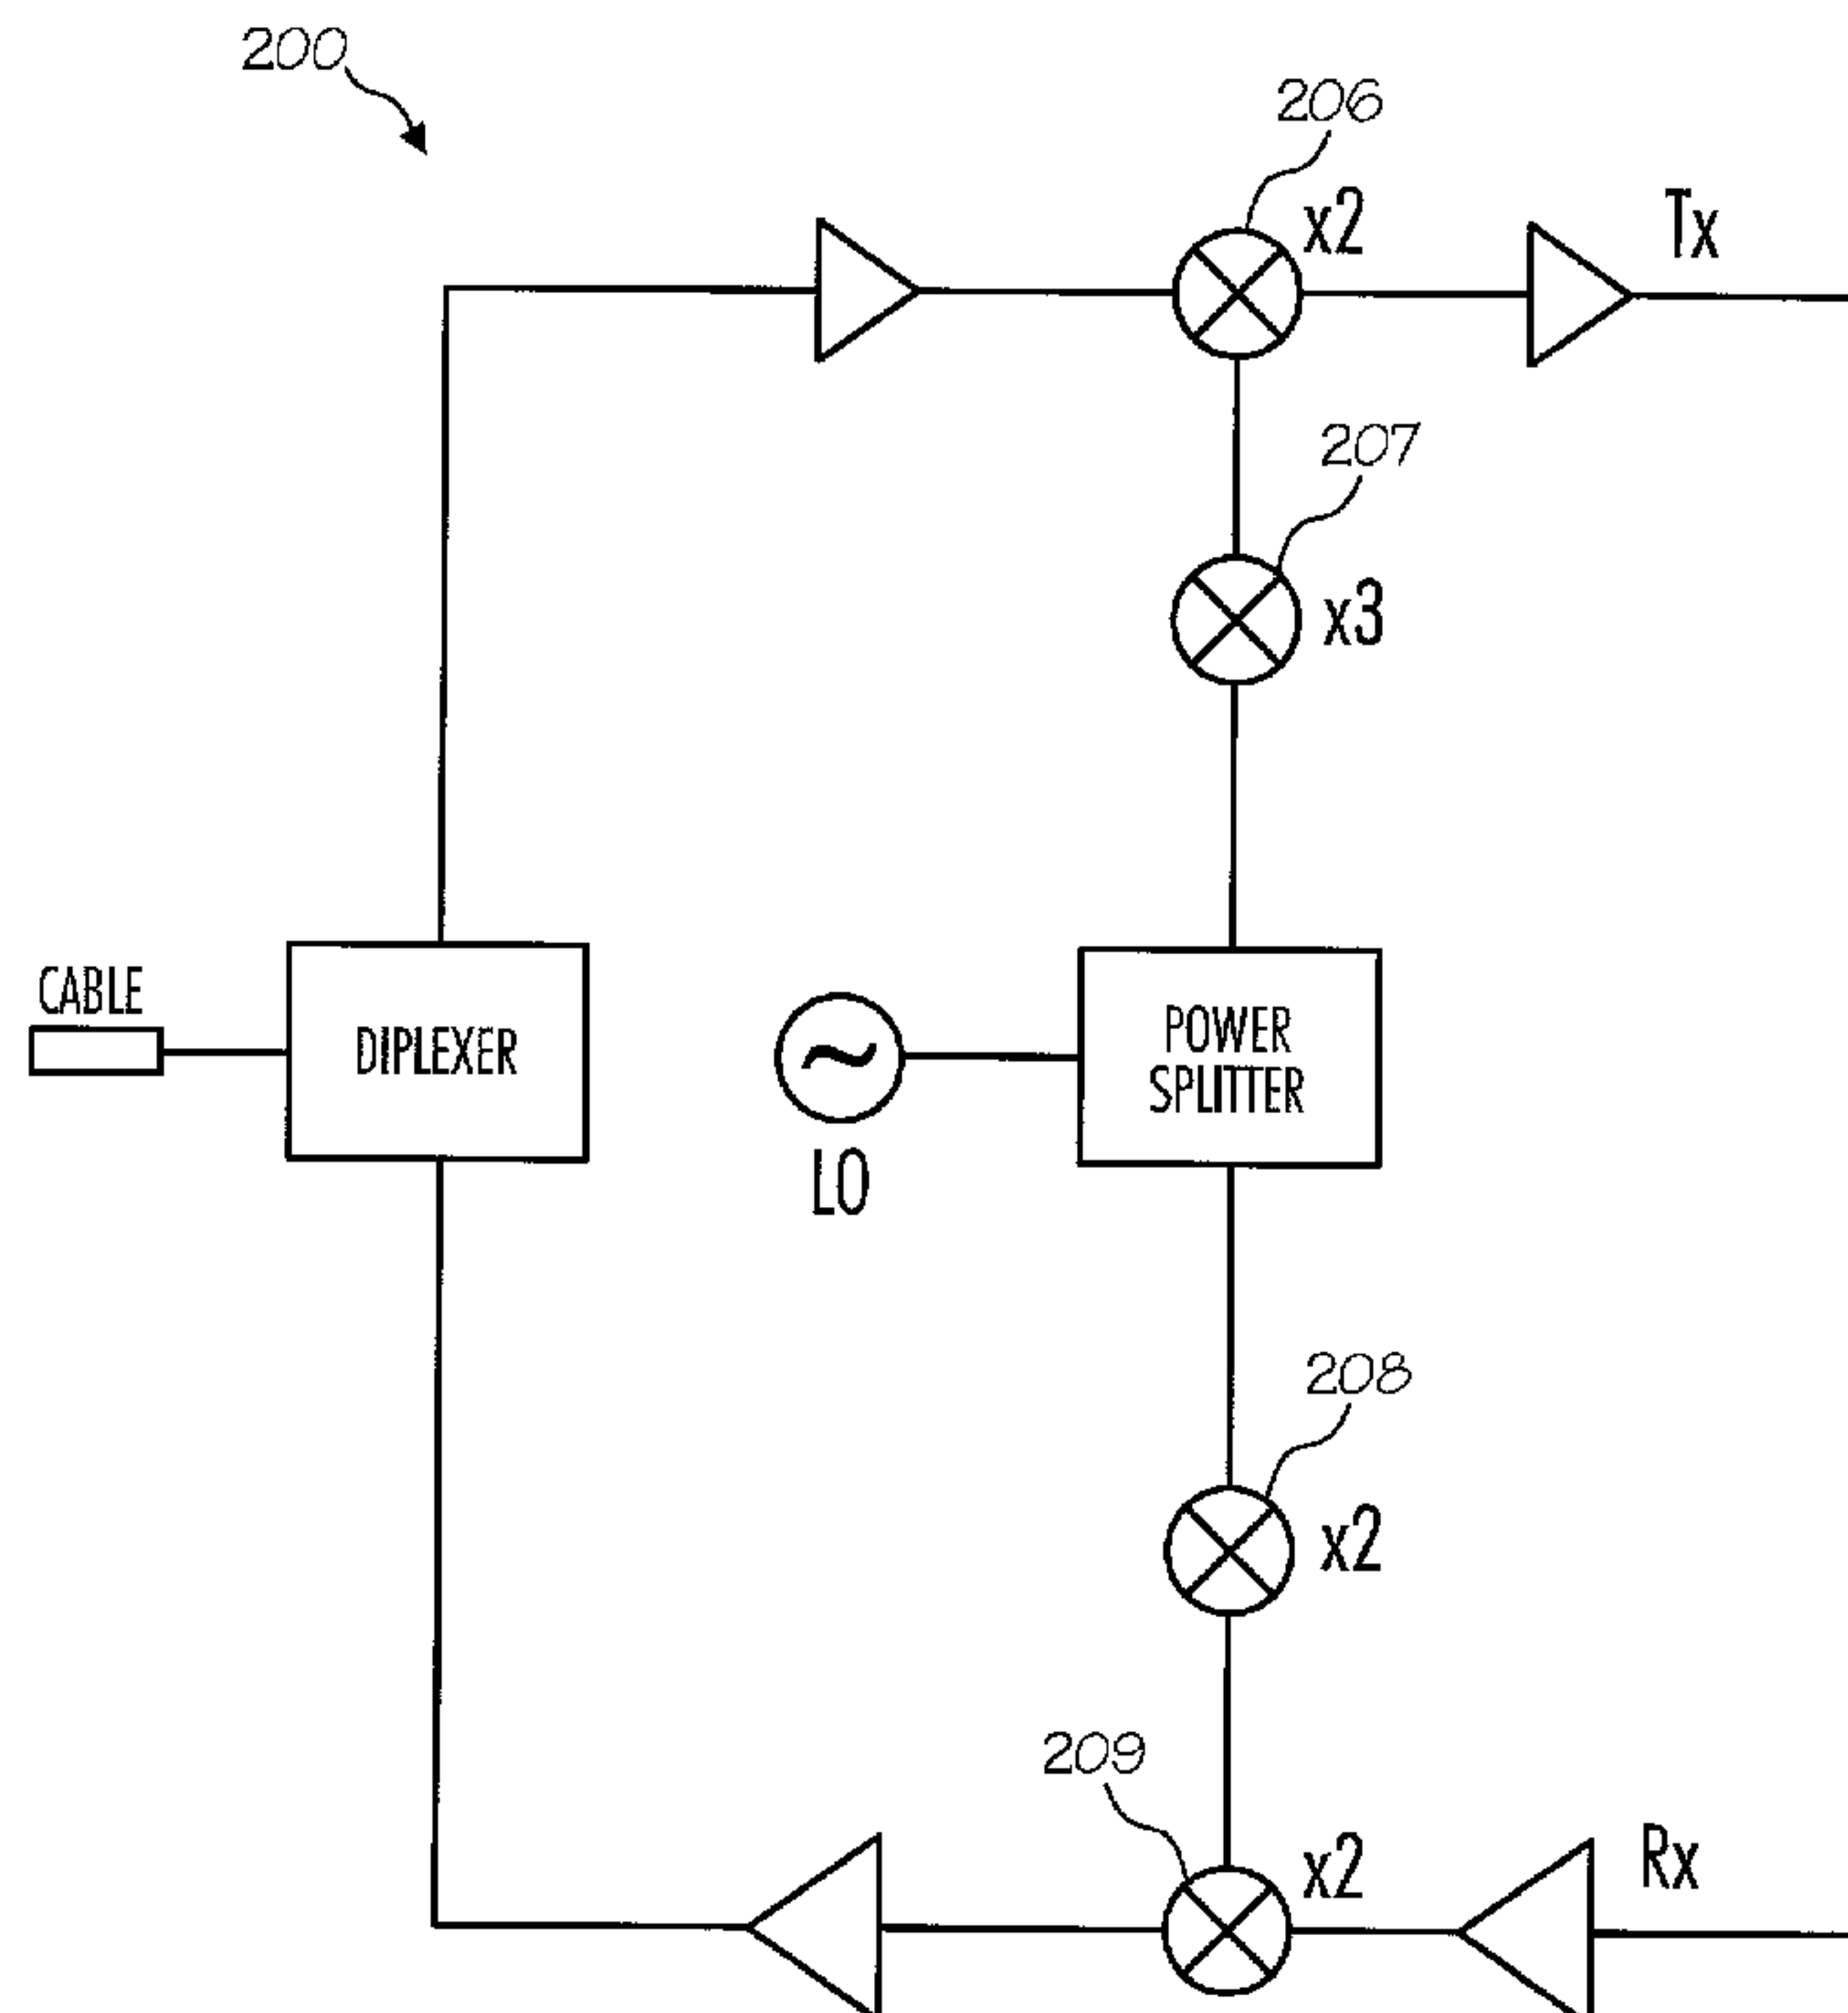 200
206
x2
Tx
207
x3
CABLE
DIPLEXER
POWER
SPLITTER
LO
208
x2
209
x2
Rx